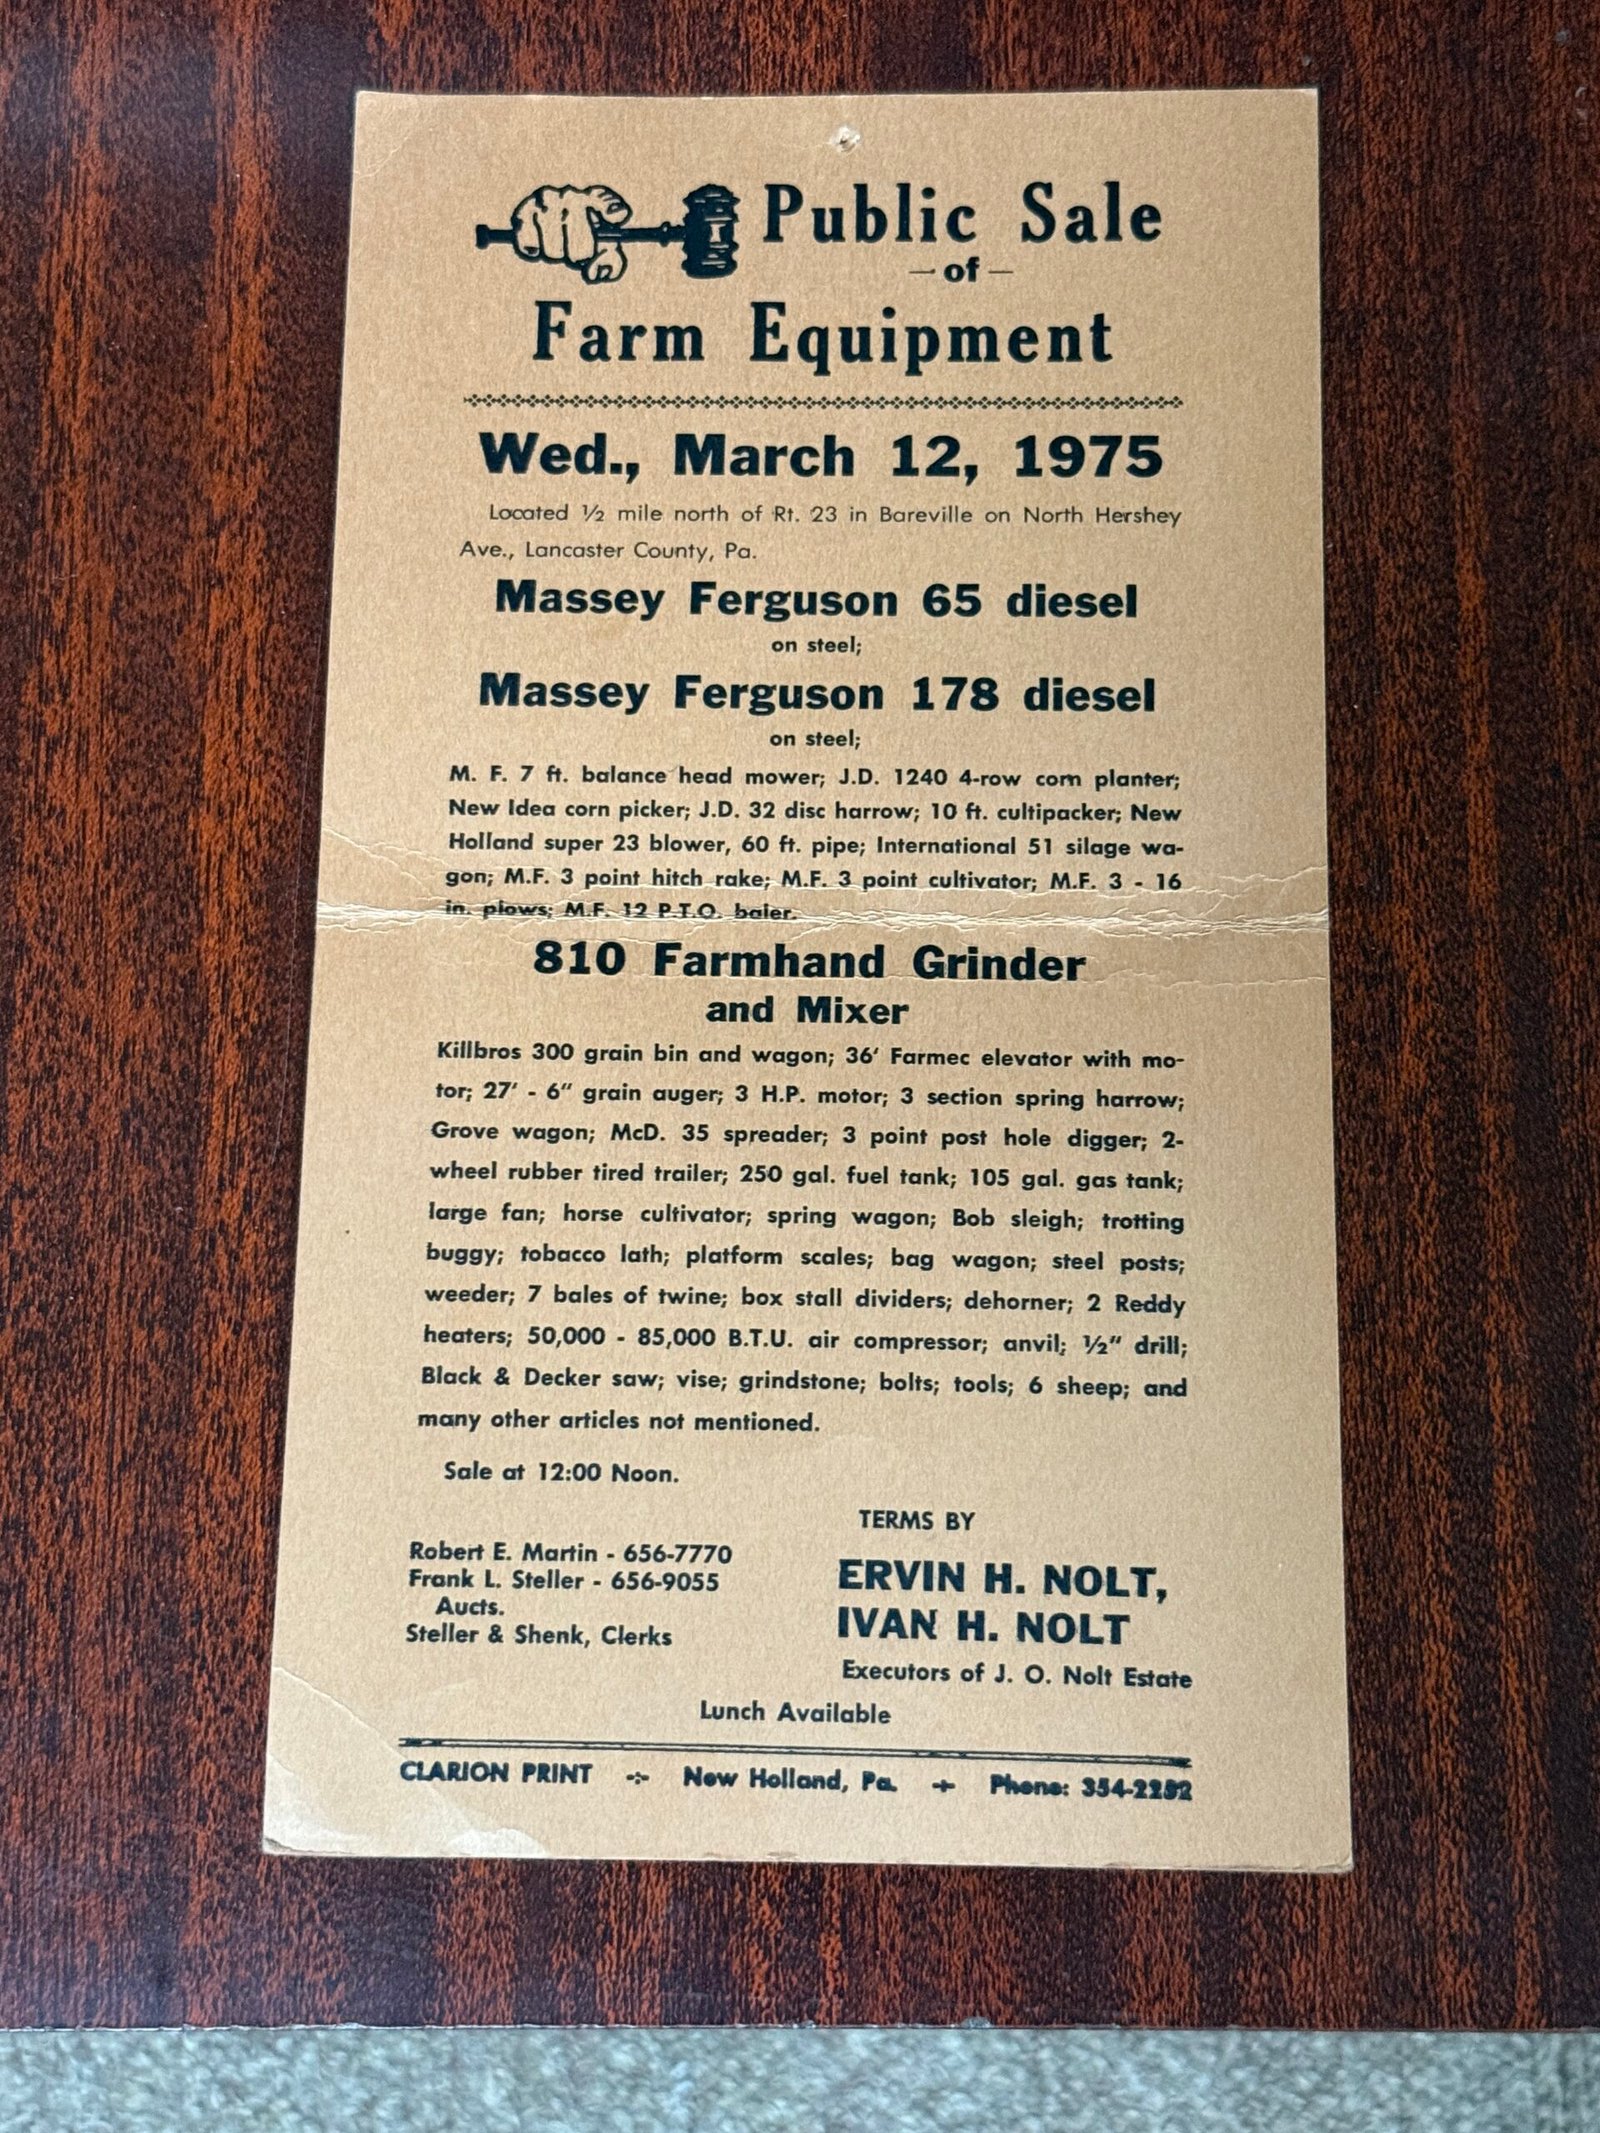 Public Sale
— of —
Farm Equipment
Wed., March 12, 1975
Located ½ mile north of Rt. 23 in Bareville on North Hershey
Ave., Lancaster County, Pa.
Massey Ferguson 65 diesel
on steel;
Massey Ferguson 178 diesel
on steel;
M. F. 7 ft. balance head mower; J.D. 1240 4-row corn planter;
New Idea corn picker; J.D. 32 disc harrow; 10 ft. cultipacker; New
Holland super 23 blower, 60 ft. pipe; International 51 silage wa-
gon; M.F. 3 point hitch rake; M.F. 3 point cultivator; M.F. 3 - 16
in. plows; M.F. 12 P.T.O. baler.
810 Farmhand Grinder
and Mixer
Killbros 300 grain bin and wagon; 36' Farmec elevator with mo-
tor; 27' - 6" grain auger; 3 H.P. motor; 3 section spring harrow;
Grove wagon; McD. 35 spreader; 3 point post hole digger; 2-
wheel rubber tired trailer; 250 gal. fuel tank; 105 gal. gas tank;
large fan; horse cultivator; spring wagon; Bob sleigh; trotting
buggy; tobacco lath; platform scales; bag wagon; steel posts;
weeder; 7 bales of twine; box stall dividers; dehorner; 2 Reddy
heaters; 50,000 - 85,000 B.T.U. air compressor; anvil; ½" drill;
Black & Decker saw; vise; grindstone; bolts; tools; 6 sheep; and
many other articles not mentioned.
Sale at 12:00 Noon.
TERMS BY
Robert E. Martin - 656-7770
Frank L. Steller - 656-9055
Aucts.
Steller & Shenk, Clerks
ERVIN H. NOLT,
IVAN H. NOLT
Executors of J. O. Nolt Estate
Lunch Available
CLARION PRINT -:- New Holland, Pa. -:- Phone: